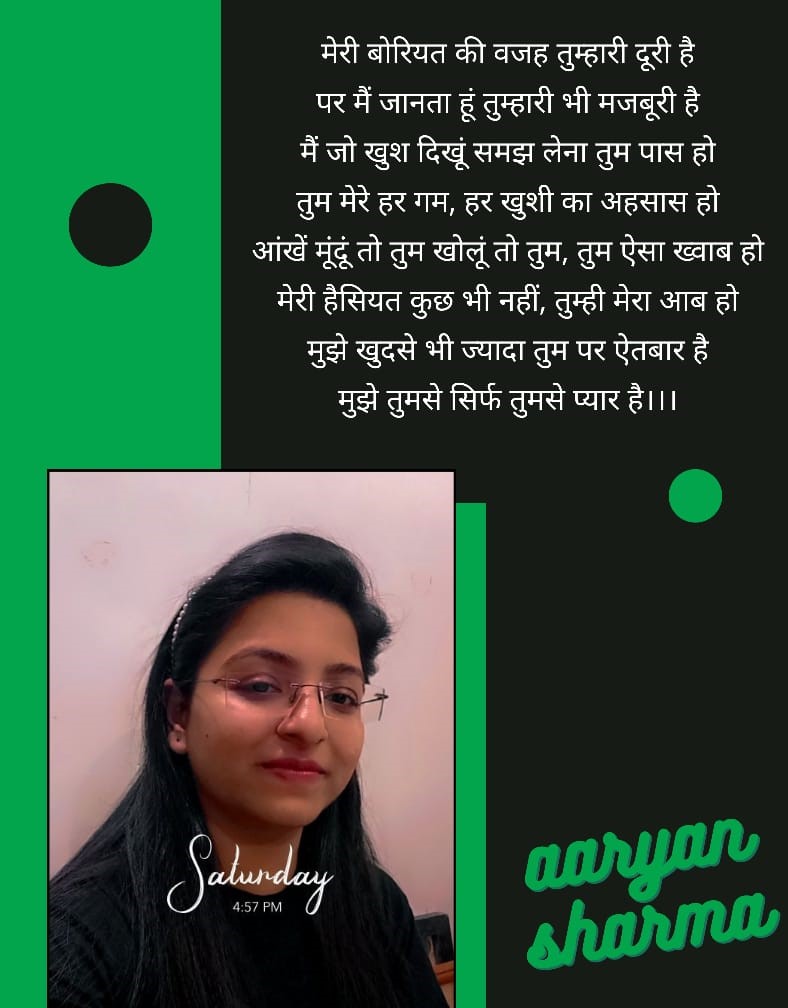 मेरी बोरियत की वजह तुम्हारी दूरी है
पर मैं जानता हूं तुम्हारी भी मजबूरी है
मैं जो खुश दिखूं समझ लेना तुम पास हो
तुम मेरे हर गम, हर खुशी का अहसास हो
आंखें मूंदूं तो तुम खोलूं तो तुम, तुम ऐसा ख्वाब हो
मेरी हैसियत कुछ भी नहीं, तुम्ही मेरा आब हो
मुझे खुदसे भी ज्यादा तुम पर ऐतबार है
मुझे तुमसे सिर्फ तुमसे प्यार है।।।
Saturday
4:57 PM
aaryan
sharma